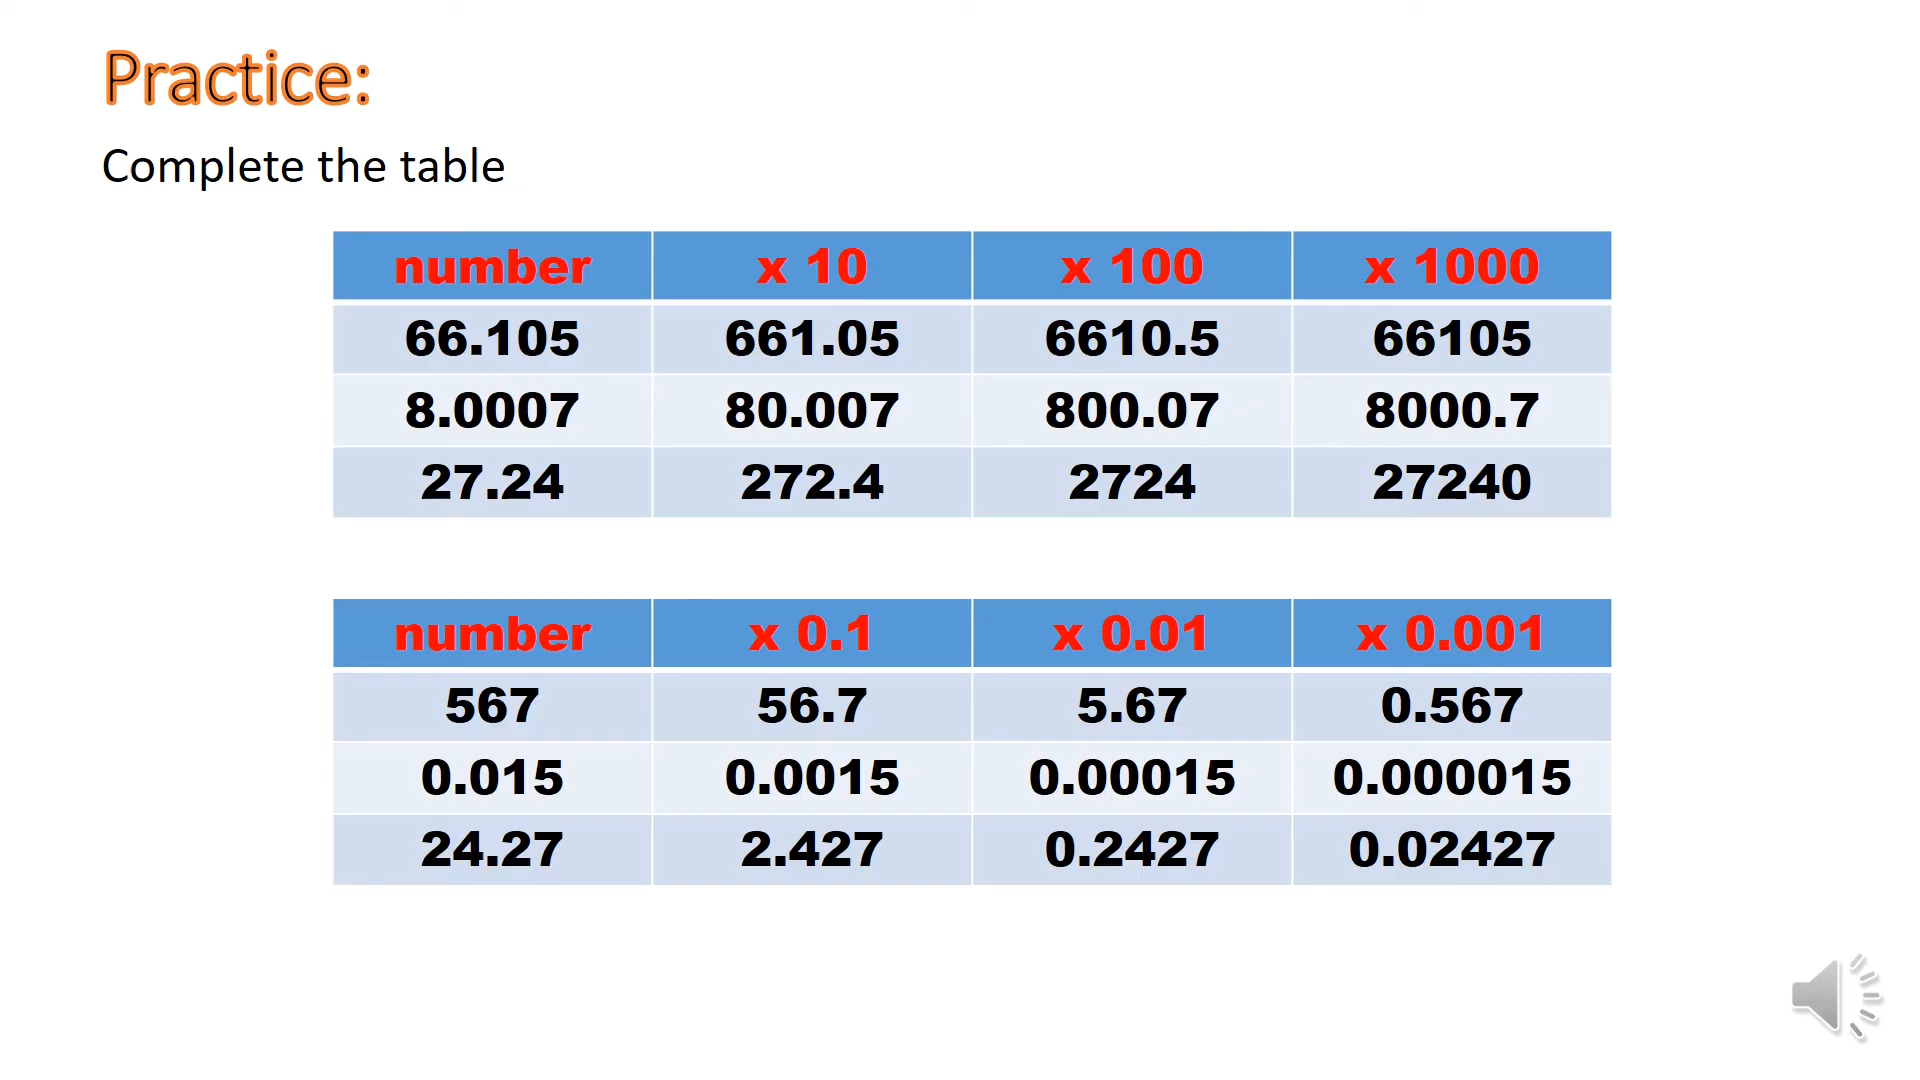 Practice:
Complete the table
number x 10 x 100 x 1000
66.105 661.05 6610.5 66105
8.0007 80.007 800.07 8000.7
27.24 272.4 2724 27240
number x 0.1 x 0.01 x 0.001
567 56.7 5.67 0.567
0.015 0.0015 0.00015 0.000015
24.27 2.427 0.2427 0.02427